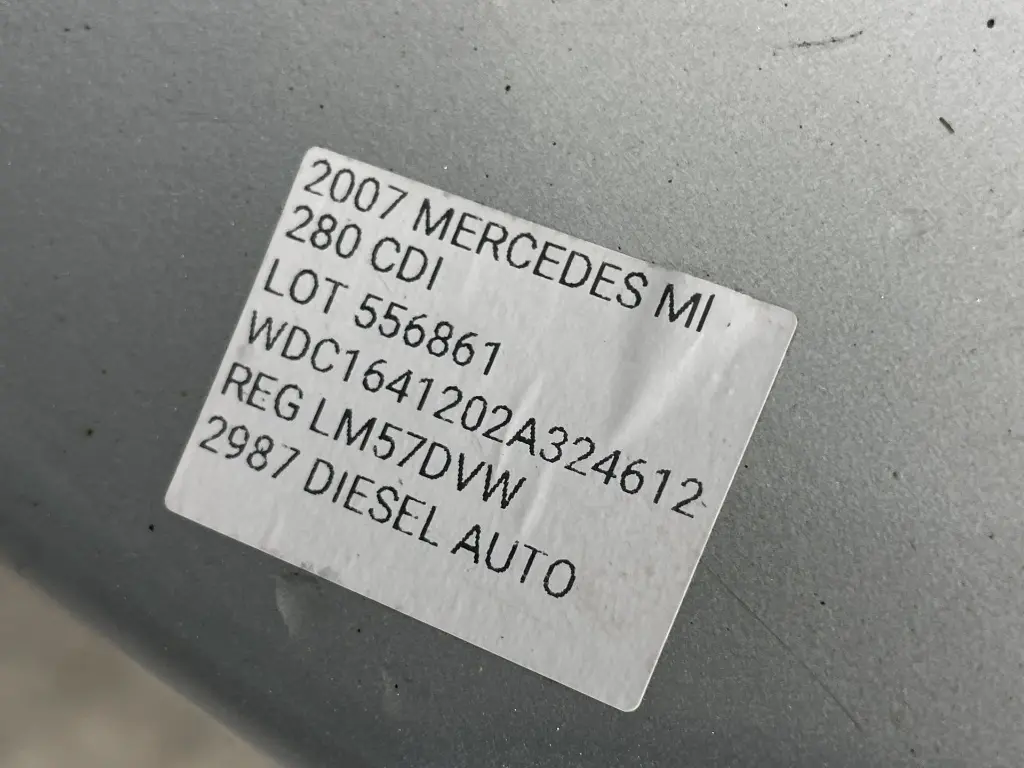 2007 MERCEDES MI
280 CDI
LOT 556861
WDC1641202A324612
REG LM57DVW
2987 DIESEL AUTO